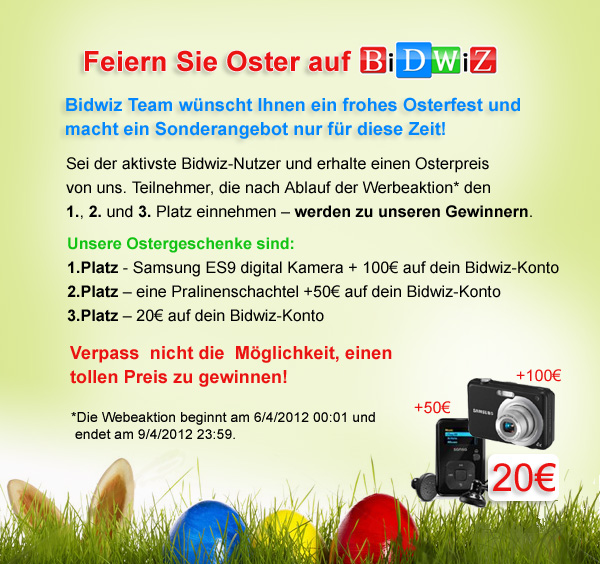 Feiern Sie Oster auf BiDWiZ
Bidwiz Team wünscht Ihnen ein frohes Osterfest und
macht ein Sonderangebot nur für diese Zeit!
Sei der aktivste Bidwiz-Nutzer und erhalte einen Osterpreis
von uns. Teilnehmer, die nach Ablauf der Werbeaktion* den
1., 2. und 3. Platz einnehmen – werden zu unseren Gewinnern.
Unsere Ostergeschenke sind:
1.Platz - Samsung ES9 digital Kamera + 100€ auf dein Bidwiz-Konto
2.Platz – eine Pralinenschachtel +50€ auf dein Bidwiz-Konto
3.Platz – 20€ auf dein Bidwiz-Konto
Verpass nicht die Möglichkeit, einen
tollen Preis zu gewinnen!
*Die Webeaktion beginnt am 6/4/2012 00:01 und
endet am 9/4/2012 23:59.
+100€
+50€
SAMSUNG
20€